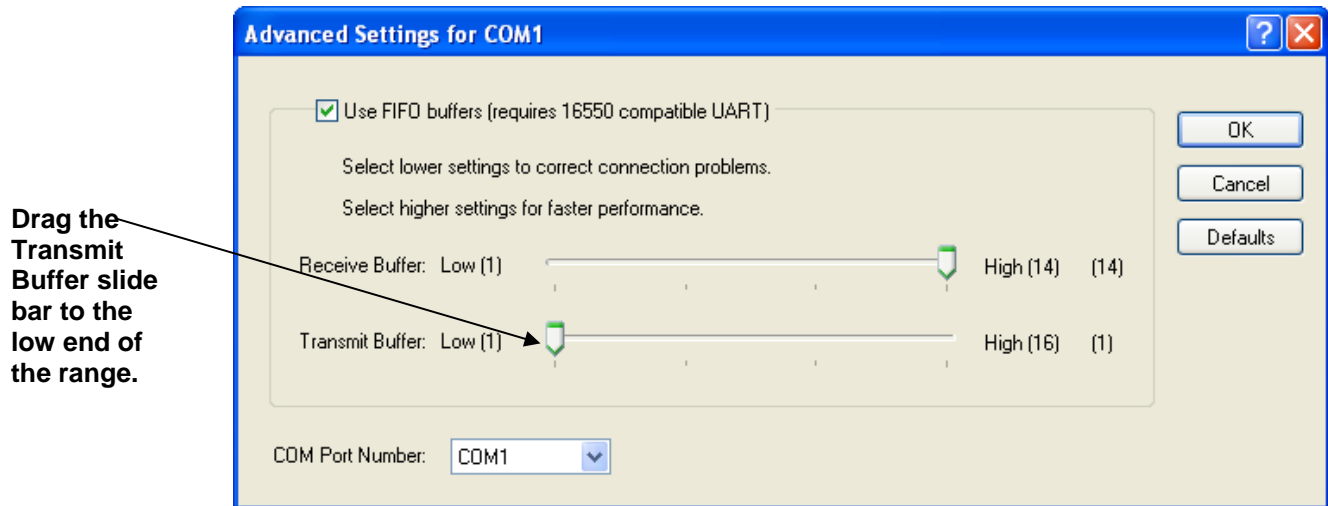 Advanced Settings for COM1
Use FIFO buffers (requires 16550 compatible UART)
Select lower settings to correct connection problems.
Select higher settings for faster performance.
Receive Buffer: Low (1) High (14) (14)
Transmit Buffer: Low (1) High (16) (1)
COM Port Number: COM1
OK
Cancel
Defaults
Drag the
Transmit
Buffer slide
bar to the
low end of
the range.